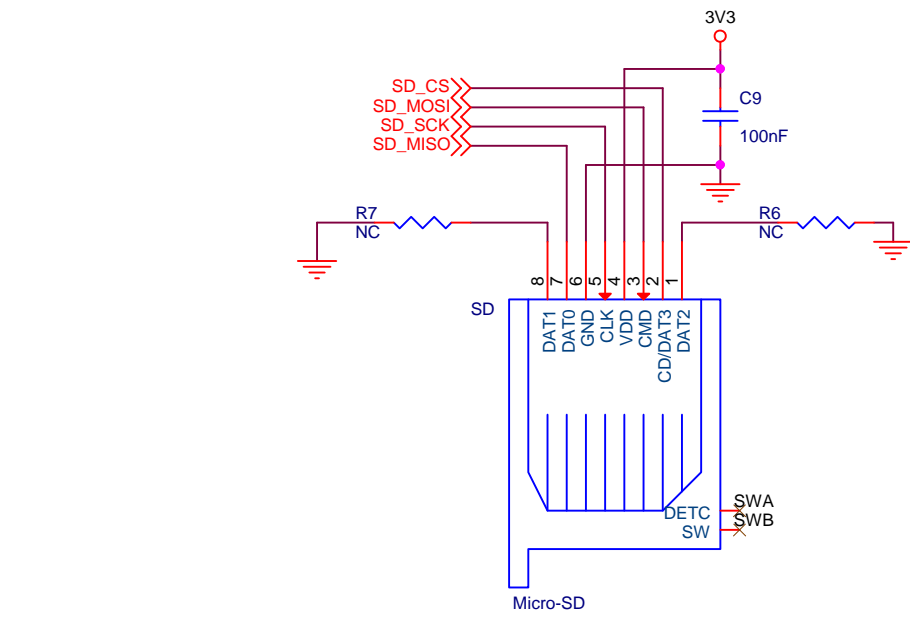 3V3
SD_CS
C9
SD_MOSI
SD_SCK
100nF
SD_MISO
R7
NC
R6
NC
8
7
6
5
4
3
2
1
SD
DAT1
DAT0
GND
CLK
VDD
CMD
CD/DAT3
DAT2
SWA
DETC
SWB
SW
Micro-SD